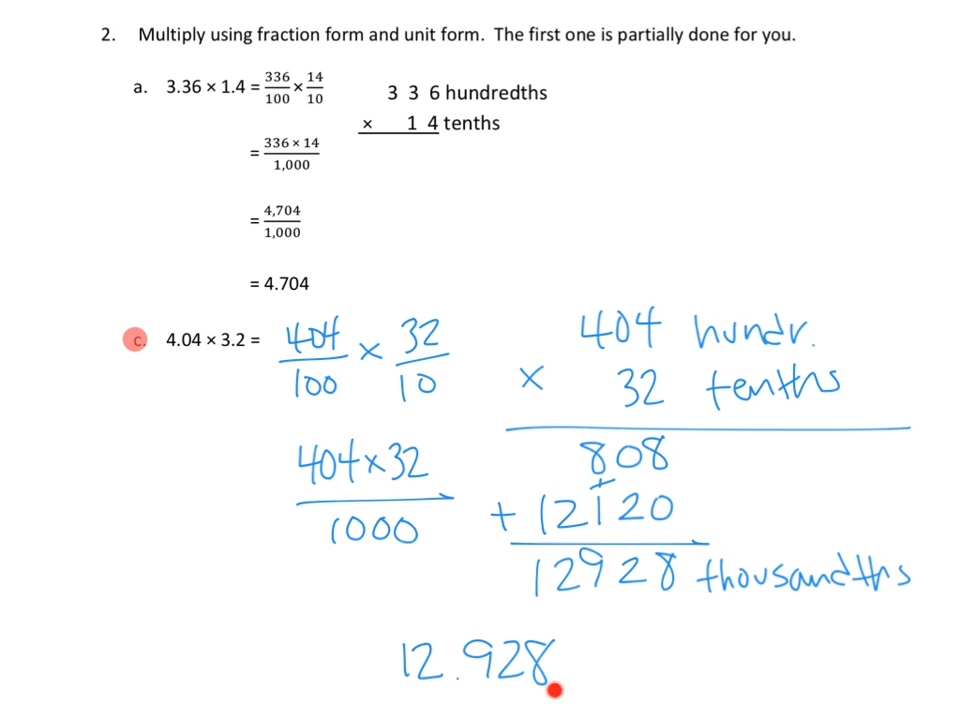 2. Multiply using fraction form and unit form. The first one is partially done for you.
a. 3.36 × 1.4 = 336/100 × 14/10
3 3 6 hundredths
× 1 4 tenths
= 336 × 14/1,000
= 4,704/1,000
= 4.704
c. 4.04 × 3.2 = 404/100 × 32/10
404 × 32/1000
404 hundr.
× 32 tenths
808
+ 12120
12928 thousandths
12.928